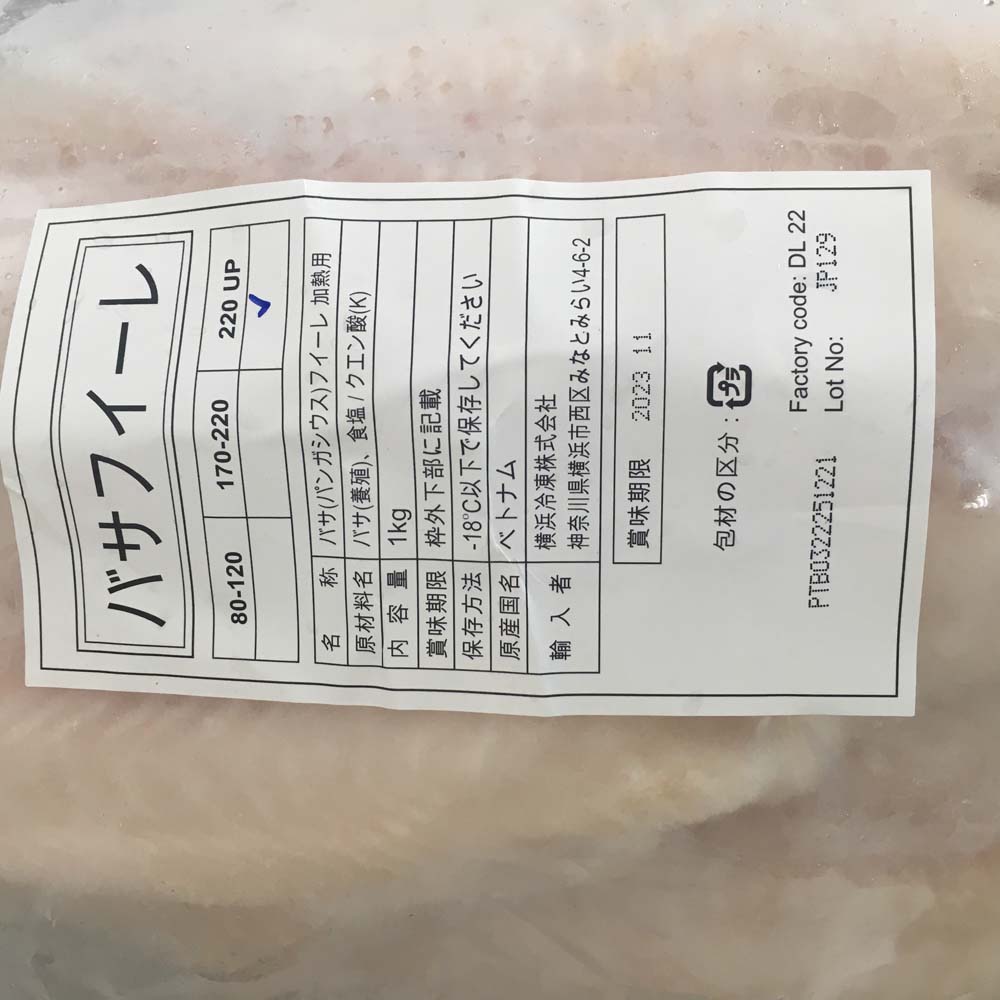 バサフィーレ
80-120 170-220 220 UP
✓
名称 バサ(パンガシウス)フィーレ 加熱用
原材料名 バサ(養殖)、食塩 / クエン酸(K)
内容量 1kg
賞味期限 枠外下部に記載
保存方法 -18℃以下で保存してください
原産国名 ベトナム
輸入者 横浜冷凍株式会社
神奈川県横浜市西区みなとみらい4-6-2
賞味期限 2023 11
包材の区分：プラ
PTB0322251221 Factory code: DL 22
Lot No: JP129